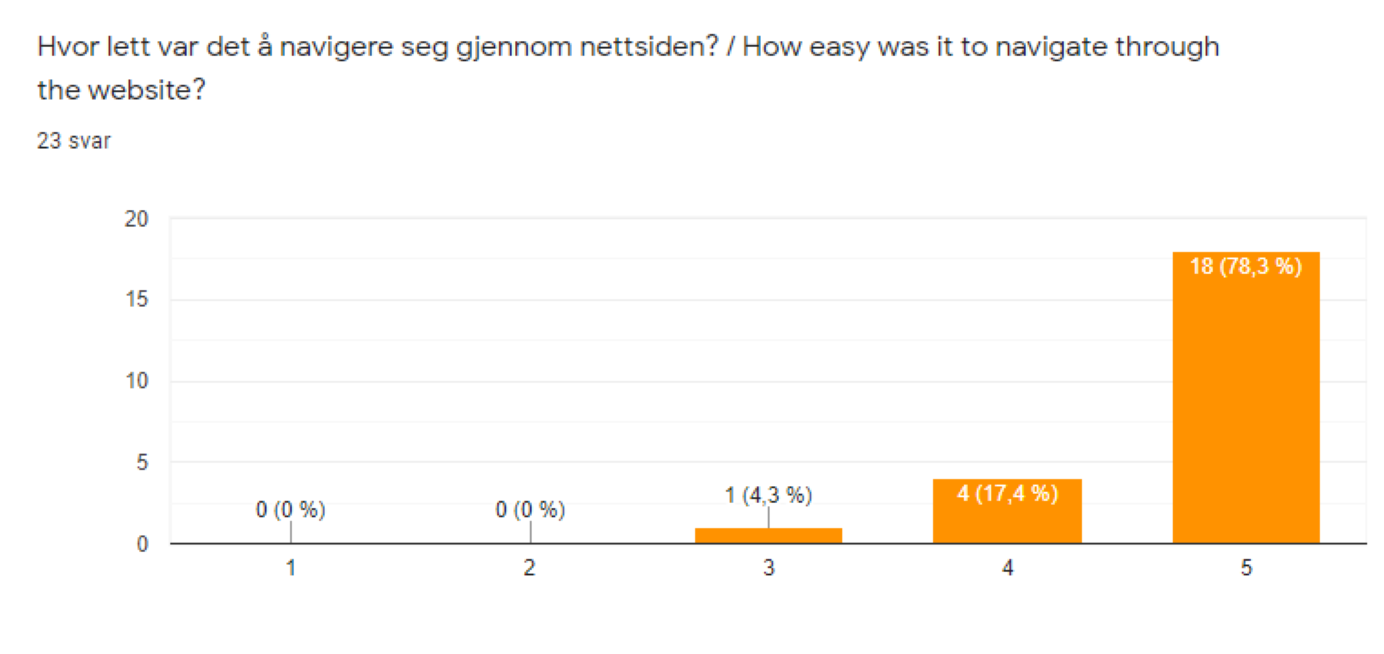 Hvor lett var det å navigere seg gjennom nettsiden? / How easy was it to navigate through
the website?
23 svar
20
15
10
5
0
0 (0 %)
0 (0 %)
1 (4,3 %)
4 (17,4 %)
18 (78,3 %)
1
2
3
4
5